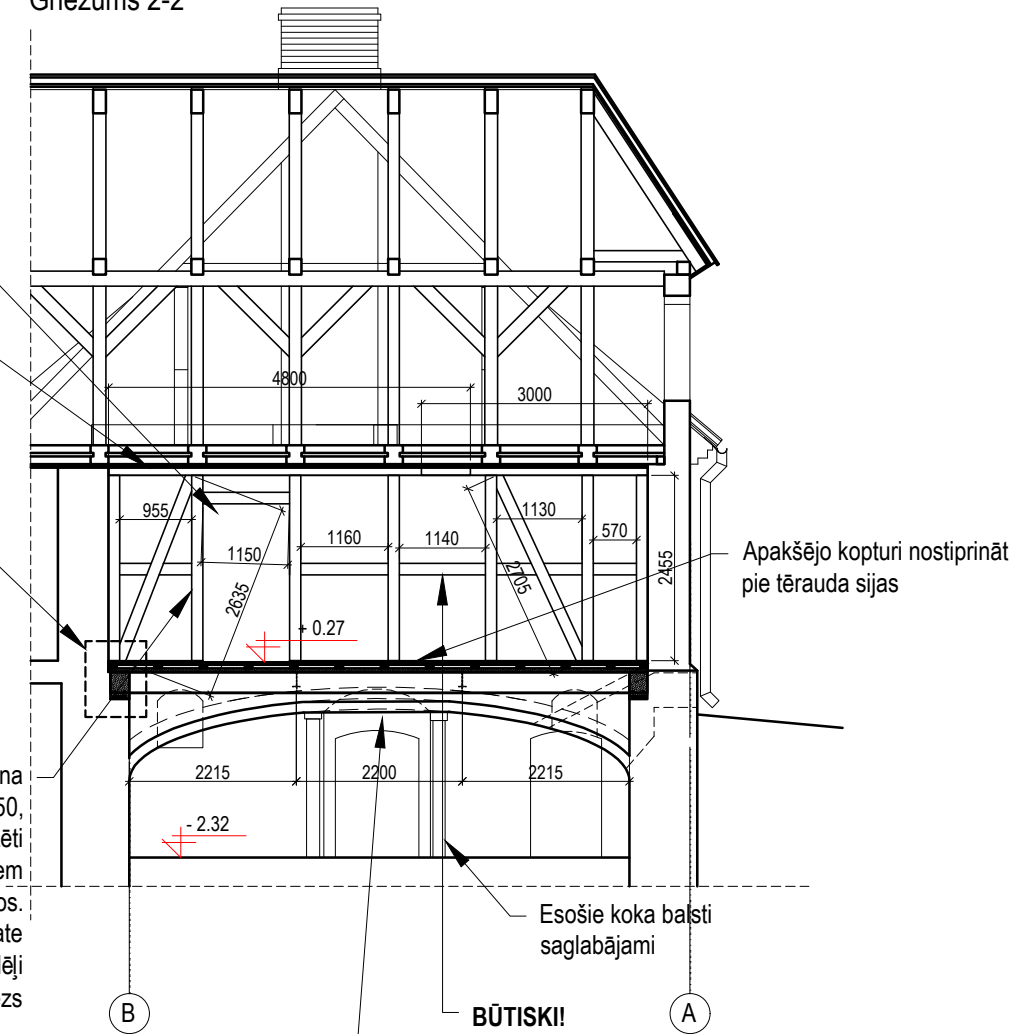 Griezums 2-2
4800
3000
955
1150
1160
1140
1130
570
2635
2705
2455
Apakšējo kopturi nostiprināt
pie tērauda sijas
+ 0.27
2215
2200
2215
- 2.32
Esošie koka balsti
saglabājami
BŪTISKI!
B
A